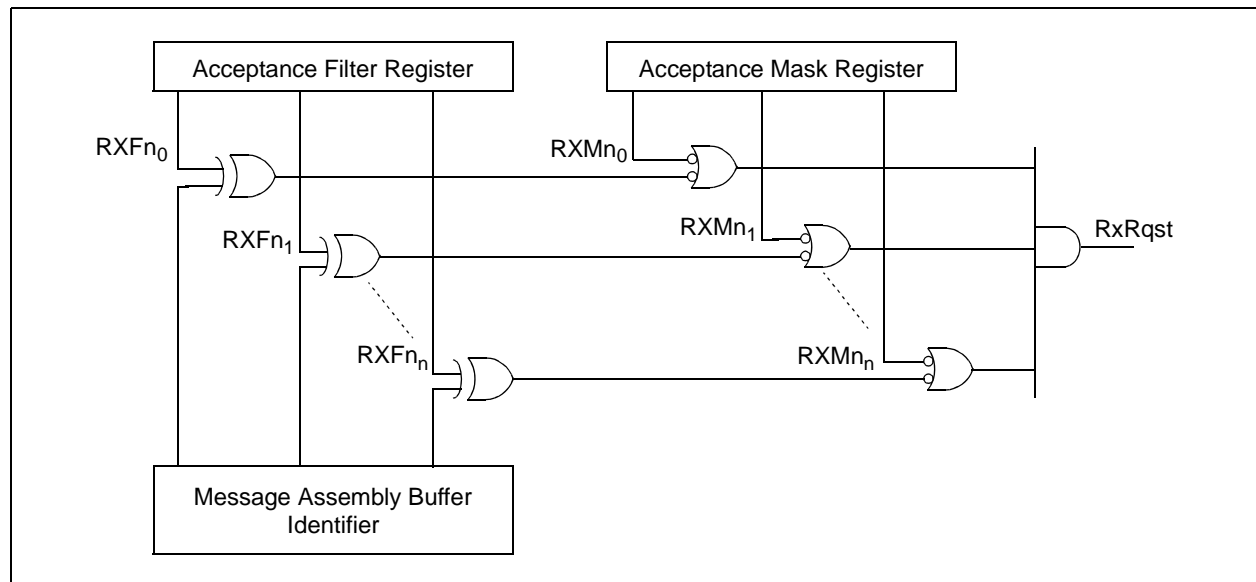 Acceptance Filter Register
Acceptance Mask Register
RXFn0
RXMn0
RXFn1
RXMn1
RxRqst
RXFnn
RXMnn
Message Assembly Buffer
Identifier